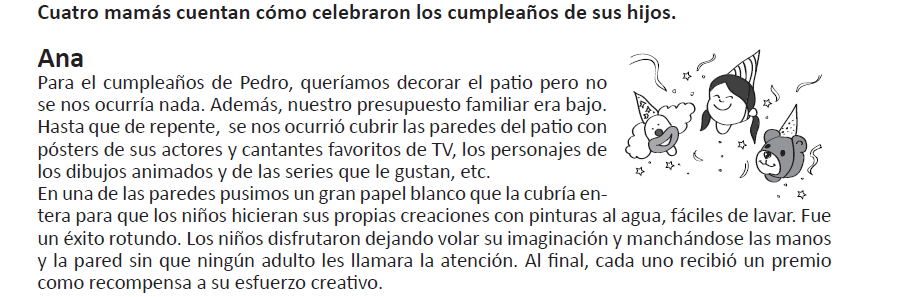 Cuatro mamás cuentan cómo celebraron los cumpleaños de sus hijos.
Ana
Para el cumpleaños de Pedro, queríamos decorar el patio pero no
se nos ocurría nada. Además, nuestro presupuesto familiar era bajo.
Hasta que de repente, se nos ocurrió cubrir las paredes del patio con
pósters de sus actores y cantantes favoritos de TV, los personajes de
los dibujos animados y de las series que le gustan, etc.
En una de las paredes pusimos un gran papel blanco que la cubría en-
tera para que los niños hicieran sus propias creaciones con pinturas al agua, fáciles de lavar. Fue
un éxito rotundo. Los niños disfrutaron dejando volar su imaginación y manchándose las manos
y la pared sin que ningún adulto les llamara la atención. Al final, cada uno recibió un premio
como recompensa a su esfuerzo creativo.